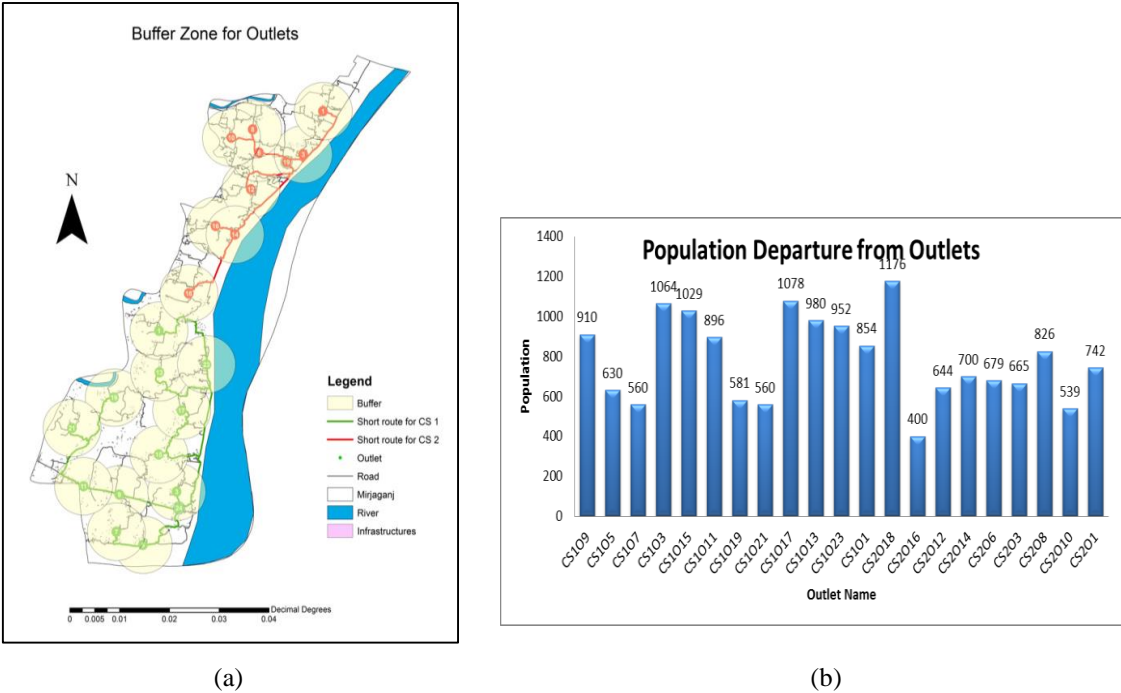 Buffer Zone for Outlets
N
Legend
Buffer
Short route for CS 1
Short route for CS 2
Outlet
Road
Mirjaganj
River
Infrastructures
Decimal Degrees
0 0.005 0.01 0.02 0.03 0.04
(a)
Population Departure from Outlets
Population
1400
1200
1000
800
600
400
200
0
910 630 560 1064 1029 896 581 560 1078 980 952 854 1176 400 644 700 679 665 826 539 742
CS1O9 CS1O5 CS1O7 CS1O3 CS1O15 CS1O11 CS1O19 CS1O21 CS1O17 CS1O13 CS1O23 CS1O1 CS2O18 CS2O16 CS2O12 CS2O14 CS2O6 CS2O3 CS2O8 CS2O10 CS2O1
Outlet Name
(b)